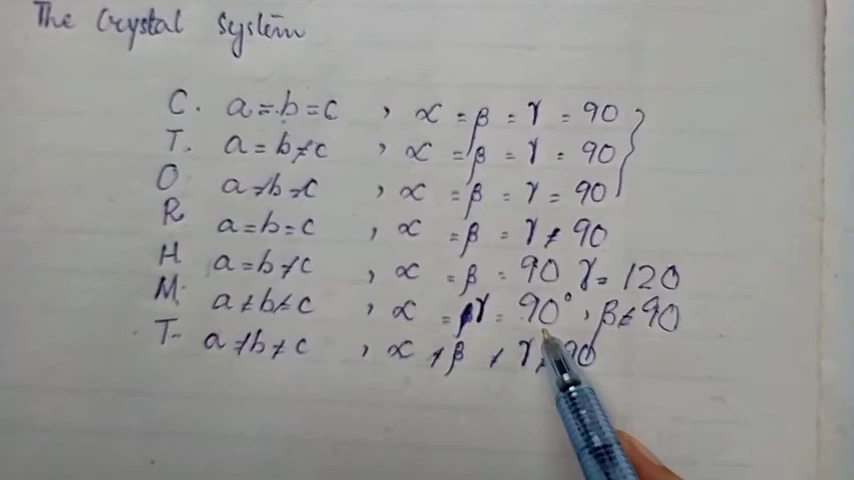 The Crystal System
C. a = b = c , α = β = γ = 90
T. a = b ≠ c , α = β = γ = 90
O a ≠ b ≠ c , α = β = γ = 90
R a = b = c , α = β = γ ≠ 90
H. a = b ≠ c , α = β = 90 γ = 120
M. a ≠ b ≠ c , α = γ = 90° , β ≠ 90
T. a ≠ b ≠ c , α ≠ β ≠ γ ≠ 90